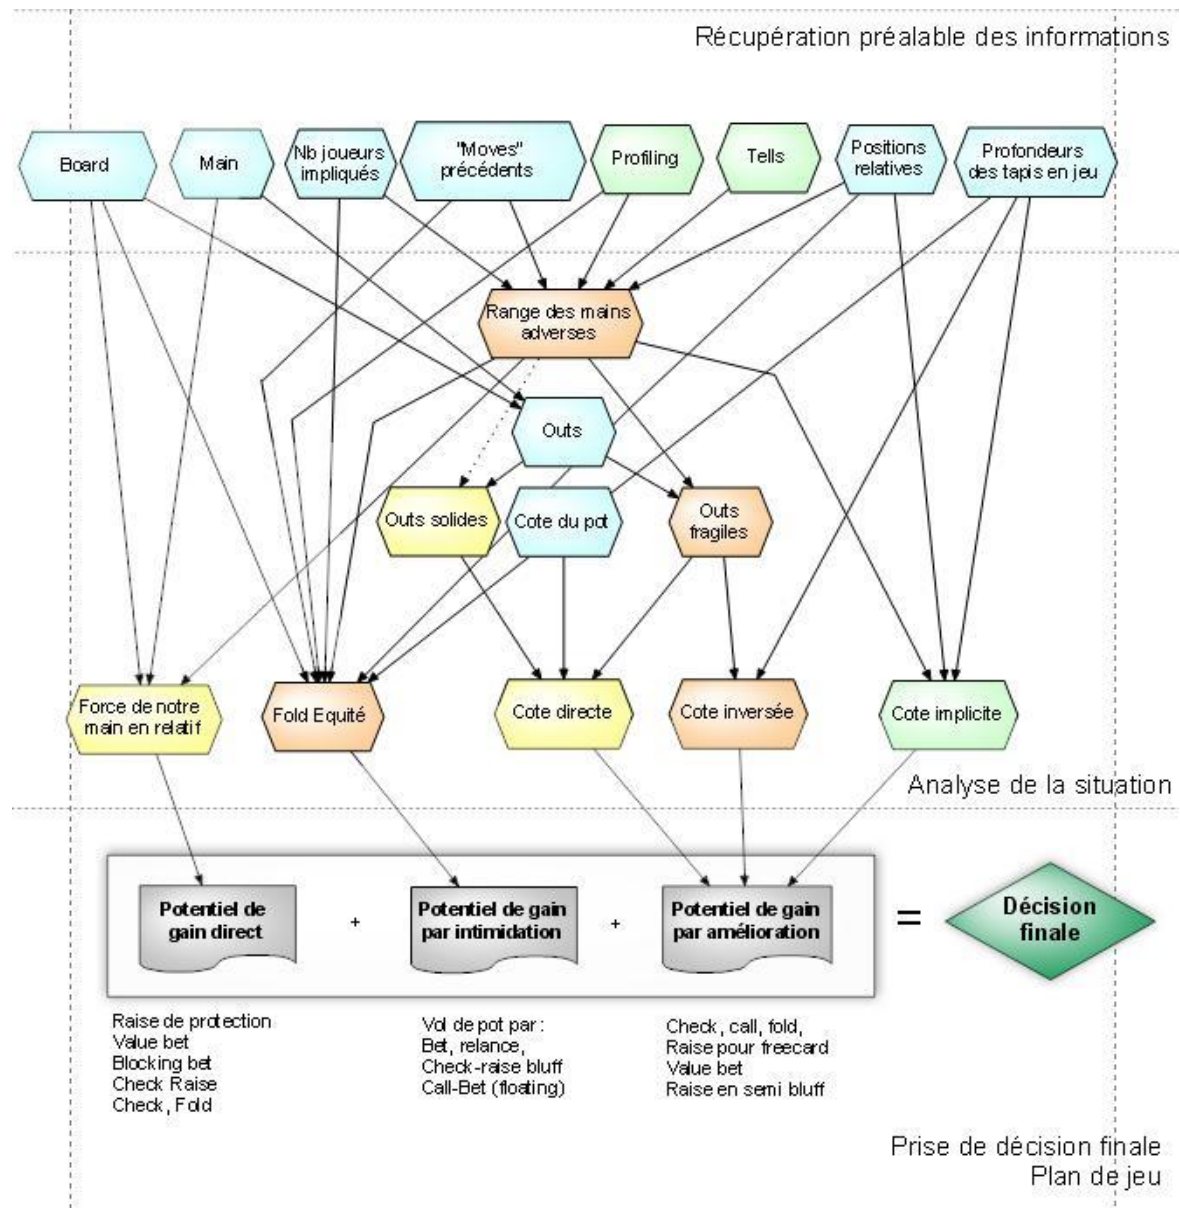 Récupération préalable des informations
Board
Main
Nb joueurs
impliqués
"Moves"
précédents
Profiling
Tells
Positions
relatives
Profondeurs
des tapis en jeu
Range des mains
adverses
Outs
Outs solides
Cote du pot
Outs
fragiles
Force de notre
main en relatif
Fold Equité
Cote directe
Cote inversée
Cote implicite
Analyse de la situation
Potentiel de
gain direct
+
Potentiel de gain
par intimidation
+
Potentiel de gain
par amélioration
=
Décision
finale
Raise de protection
Value bet
Blocking bet
Check Raise
Check, Fold
Vol de pot par :
Bet, relance,
Check-raise bluff
Call-Bet (floating)
Check, call, fold,
Raise pour freecard
Value bet
Raise en semi bluff
Prise de décision finale
Plan de jeu